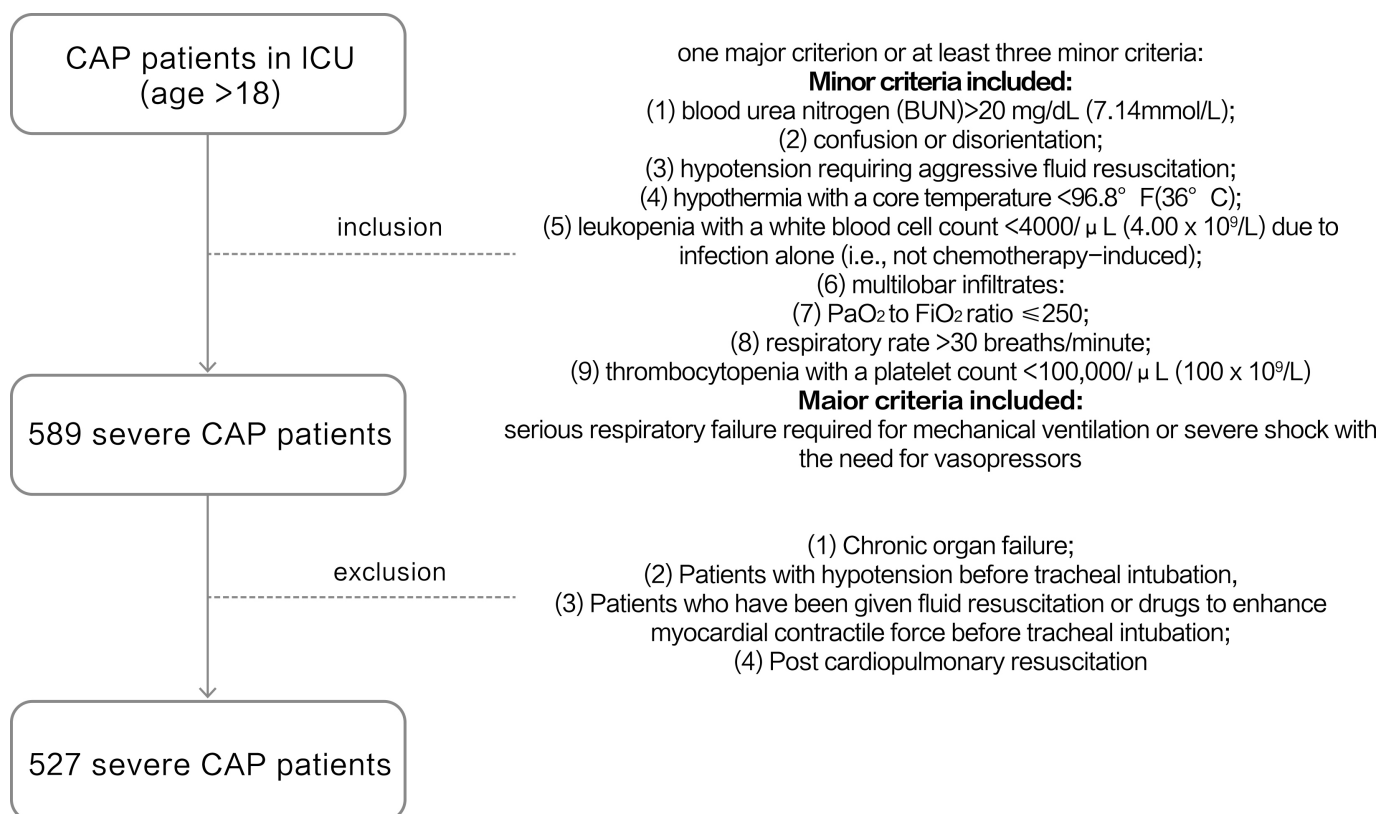 CAP patients in ICU
(age >18)
one major criterion or at least three minor criteria:
Minor criteria included:
(1) blood urea nitrogen (BUN)>20 mg/dL (7.14mmol/L);
(2) confusion or disorientation;
(3) hypotension requiring aggressive fluid resuscitation;
(4) hypothermia with a core temperature <96.8° F(36° C);
inclusion
(5) leukopenia with a white blood cell count <4000/ μ L (4.00 x 10⁹/L) due to
infection alone (i.e., not chemotherapy−induced);
(6) multilobar infiltrates:
(7) PaO₂ to FiO₂ ratio ⩽250;
(8) respiratory rate >30 breaths/minute;
(9) thrombocytopenia with a platelet count <100,000/ μ L (100 x 10⁹/L)
Maior criteria included:
serious respiratory failure required for mechanical ventilation or severe shock with
the need for vasopressors
589 severe CAP patients
exclusion
(1) Chronic organ failure;
(2) Patients with hypotension before tracheal intubation,
(3) Patients who have been given fluid resuscitation or drugs to enhance
myocardial contractile force before tracheal intubation;
(4) Post cardiopulmonary resuscitation
527 severe CAP patients